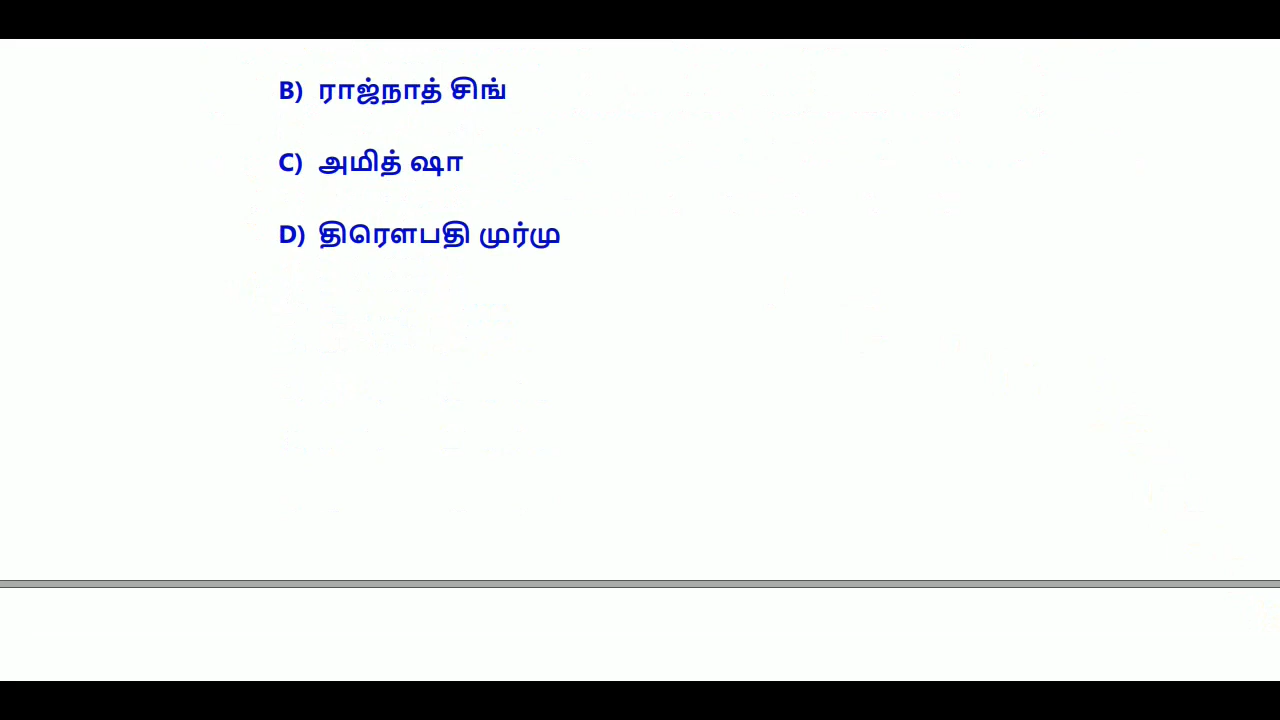 B) ராஜ்நாத் சிங்
C) அமித் ஷா
D) திரௌபதி முர்மு